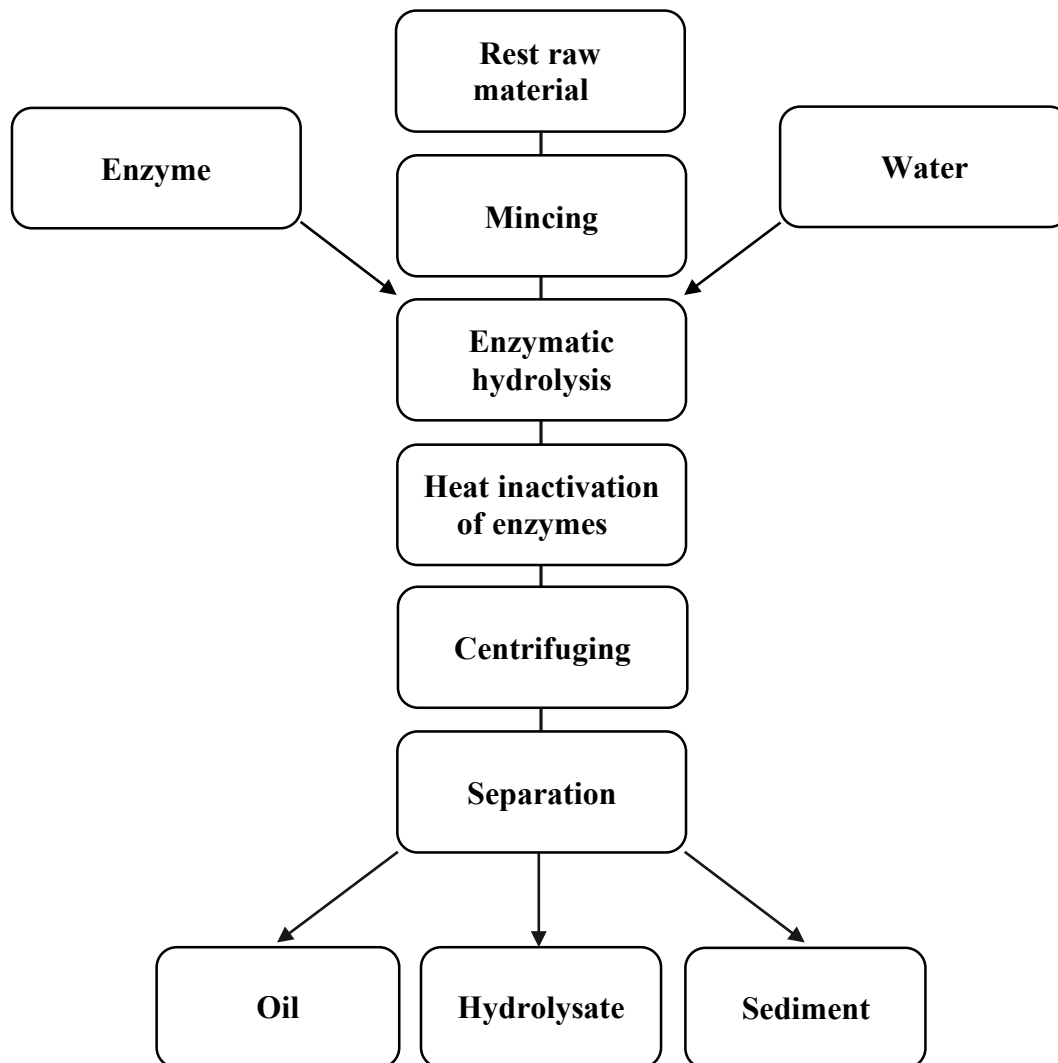 Rest raw
material
Enzyme
Water
Mincing
Enzymatic
hydrolysis
Heat inactivation
of enzymes
Centrifuging
Separation
Oil
Hydrolysate
Sediment